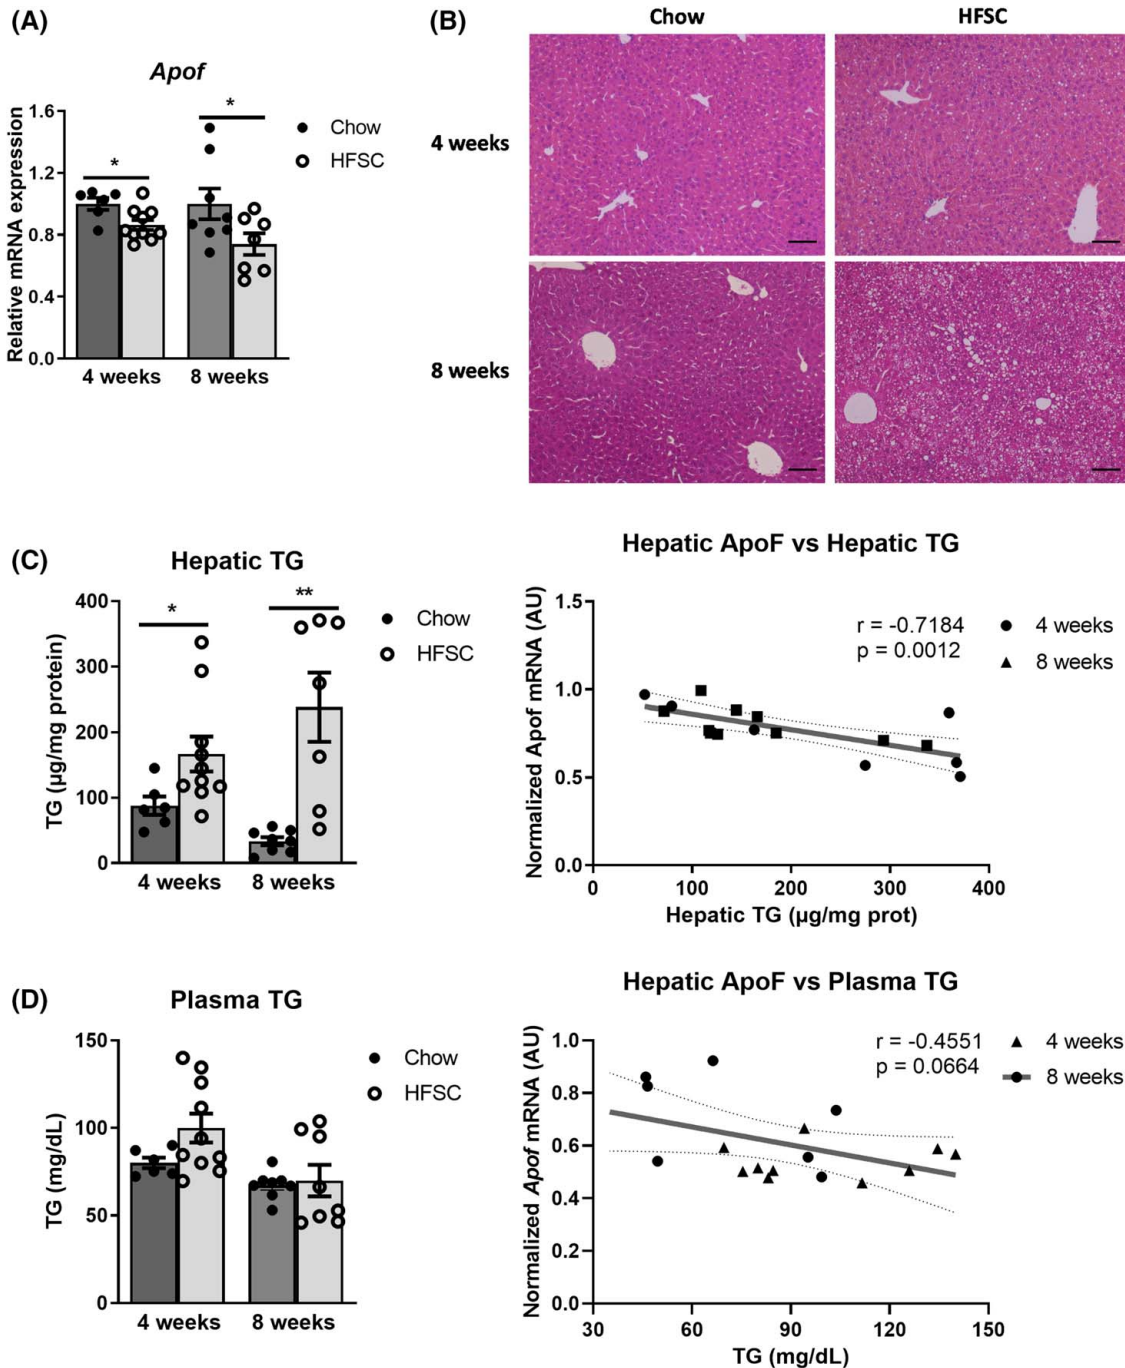 (A)
Apof
Relative mRNA expression
1.6
1.2
0.8
0.4
0.0
*
*
4 weeks
8 weeks
Chow
HFSC
(B)
Chow
HFSC
4 weeks
8 weeks
(C)
Hepatic TG
TG (µg/mg protein)
400
300
200
100
0
*
**
4 weeks
8 weeks
Chow
HFSC
Hepatic ApoF vs Hepatic TG
Normalized Apof mRNA (AU)
1.5
1.0
0.5
0.0
0
100
200
300
400
Hepatic TG (µg/mg prot)
r = -0.7184
p = 0.0012
4 weeks
8 weeks
(D)
Plasma TG
TG (mg/dL)
150
100
50
0
4 weeks
8 weeks
Chow
HFSC
Hepatic ApoF vs Plasma TG
Normalized Apof mRNA (AU)
1.0
0.8
0.6
0.4
0.2
0.0
30
60
90
120
150
TG (mg/dL)
r = -0.4551
p = 0.0664
4 weeks
8 weeks